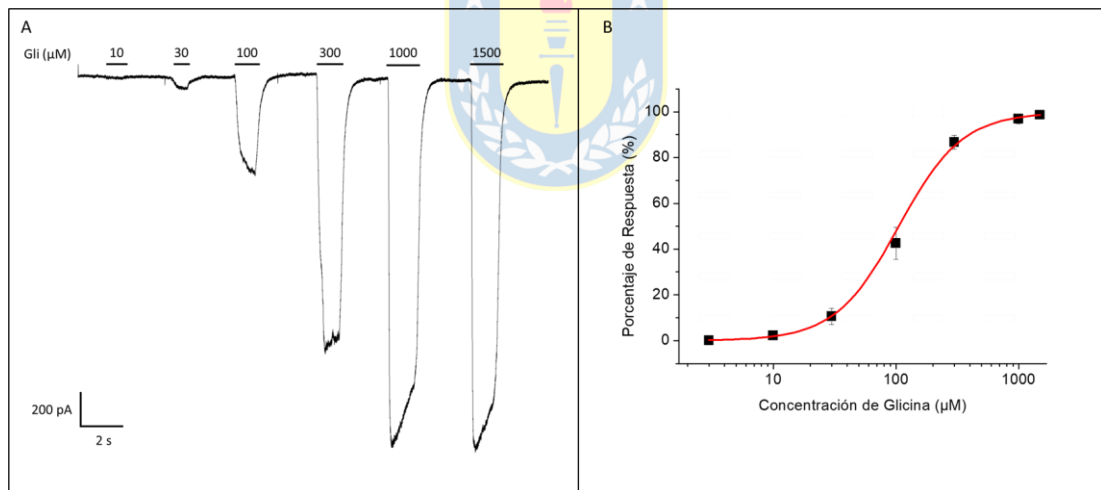 A
Gli (µM) 10 30 100 300 1000 1500
200 pA
2 s
B
Porcentaje de Respuesta (%)
100
80
60
40
20
0
10 100 1000
Concentración de Glicina (µM)